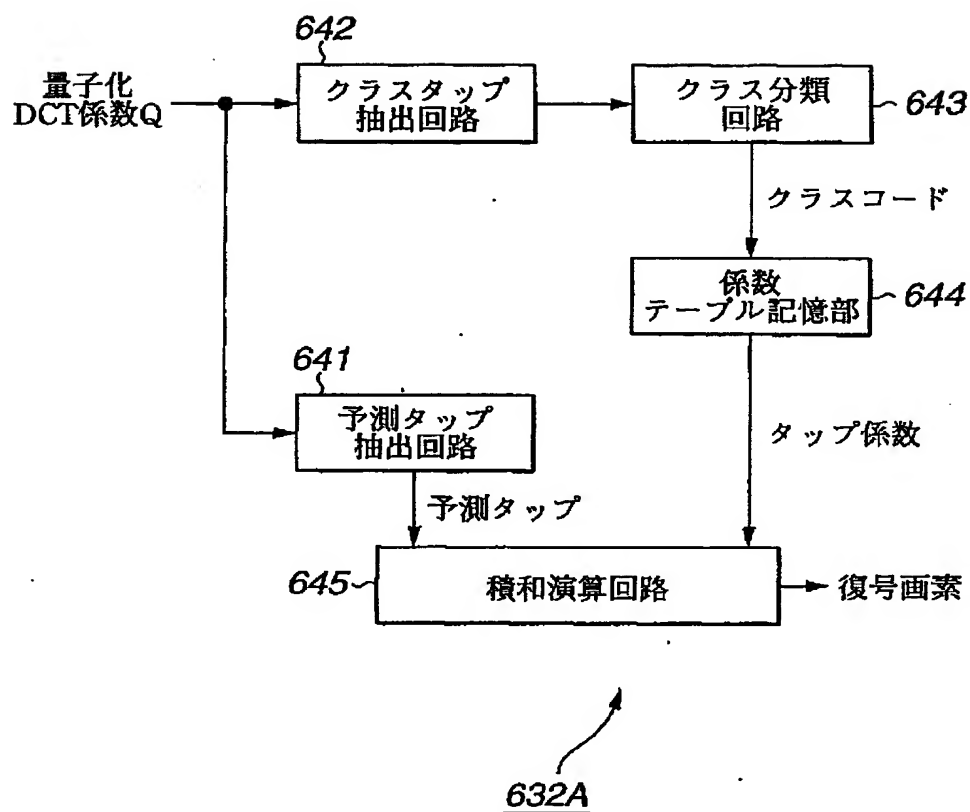 642
量子化
DCT係数Q
クラスタップ
抽出回路
クラス分類
回路
643
クラスコード
係数
テーブル記憶部
644
641
予測タップ
抽出回路
タップ係数
予測タップ
645
積和演算回路
復号画素
632A